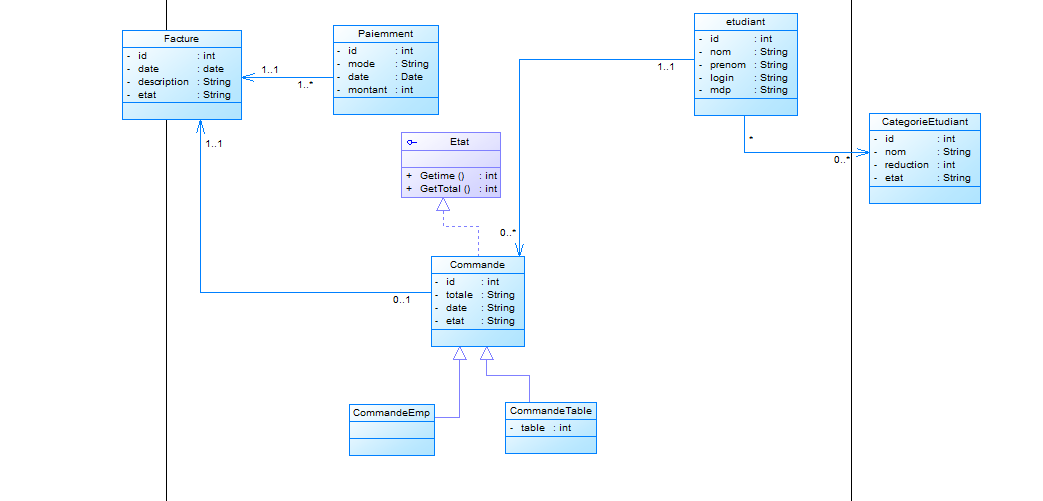 Facture
- id : int
- date : date
- description : String
- etat : String
1..1
1..*
Paiemment
- id : int
- mode : String
- date : Date
- montant : int
etudiant
- id : int
- nom : String
- prenom : String
- login : String
- mdp : String
1..1
0..*
*
0..*
CategorieEtudiant
- id : int
- nom : String
- reduction : int
- etat : String
Etat
+ Getime () : int
+ GetTotal () : int
1..1
0..1
Commande
- id : int
- totale : String
- date : String
- etat : String
CommandeEmp
CommandeTable
- table : int